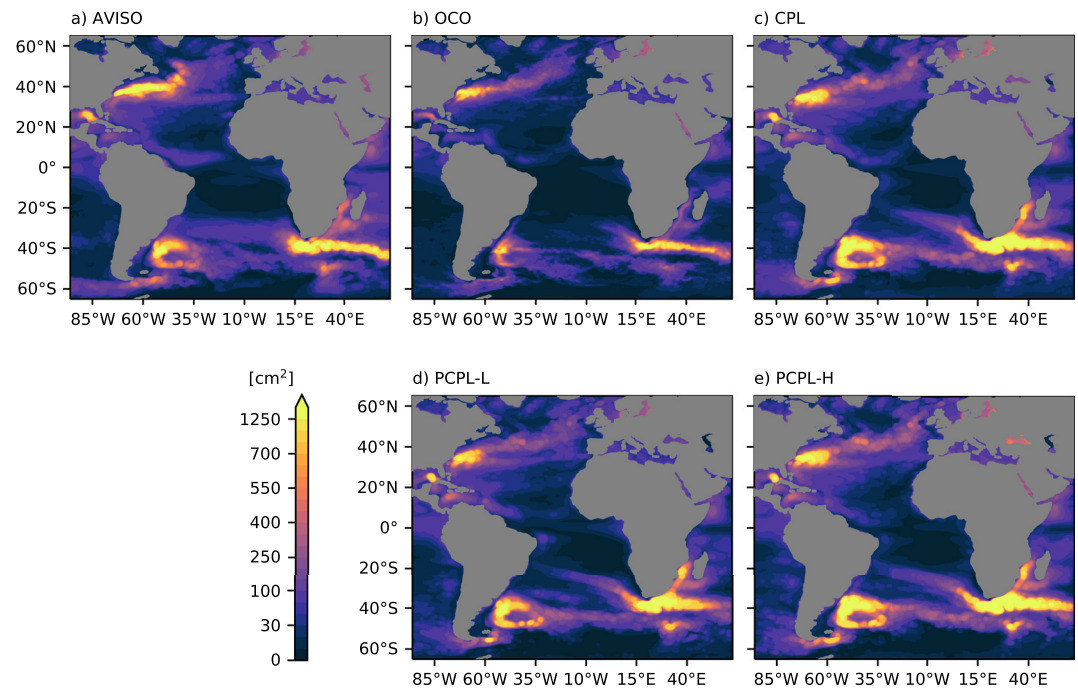 a) AVISO
b) OCO
c) CPL
60°N
40°N
20°N
0°
20°S
40°S
60°S
85°W 60°W 35°W 10°W 15°E 40°E
85°W 60°W 35°W 10°W 15°E 40°E
85°W 60°W 35°W 10°W 15°E 40°E
[cm²]
1250
700
550
400
250
100
30
0
d) PCPL-L
e) PCPL-H
60°N
40°N
20°N
0°
20°S
40°S
60°S
85°W 60°W 35°W 10°W 15°E 40°E
85°W 60°W 35°W 10°W 15°E 40°E